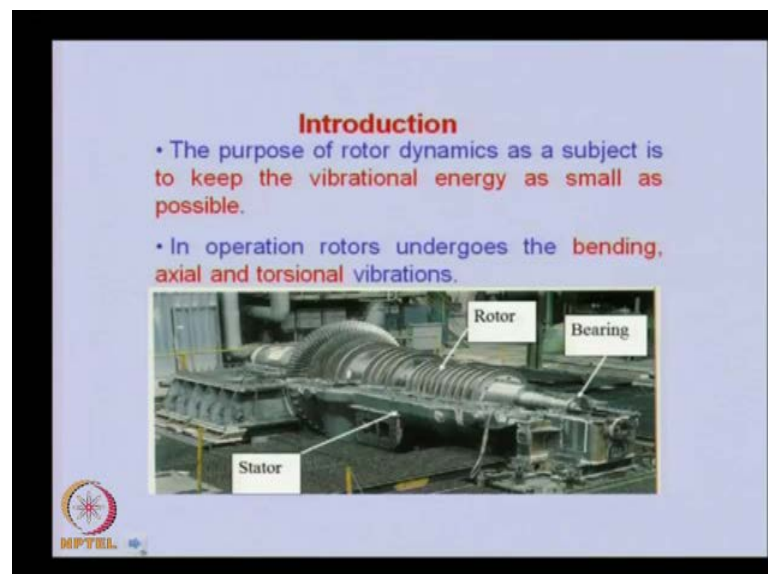 Introduction
• The purpose of rotor dynamics as a subject is
to keep the vibrational energy as small as
possible.
• In operation rotors undergoes the bending,
axial and torsional vibrations.
Rotor
Bearing
Stator
NPTEL